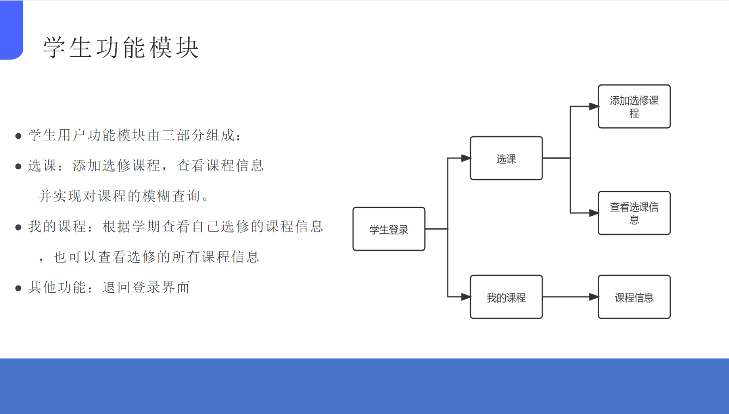 学生功能模块
学生用户功能模块由三部分组成：
选课；添加选修课程，查看课程信息
并实现对课程的模糊查询。
我的课程：根据学期查看自己选修的课程信息
，也可以查看选修的所有课程信息
其他功能：退回登录界面
学生登录
选课
添加选修课
程
查看选课信
息
我的课程
课程信息